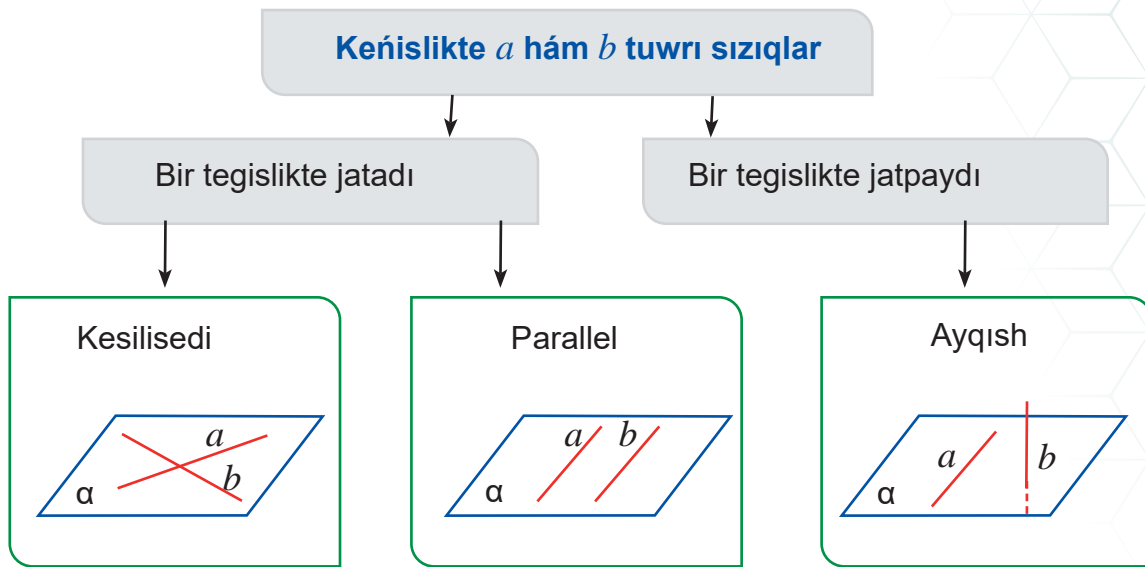 Keńislikte a hám b tuwrı sızıqlar
Bir tegislikte jatadı
Bir tegislikte jatpaydı
Kesilisedi
a
b
α
Parallel
a b
α
Ayqısh
a
b
α